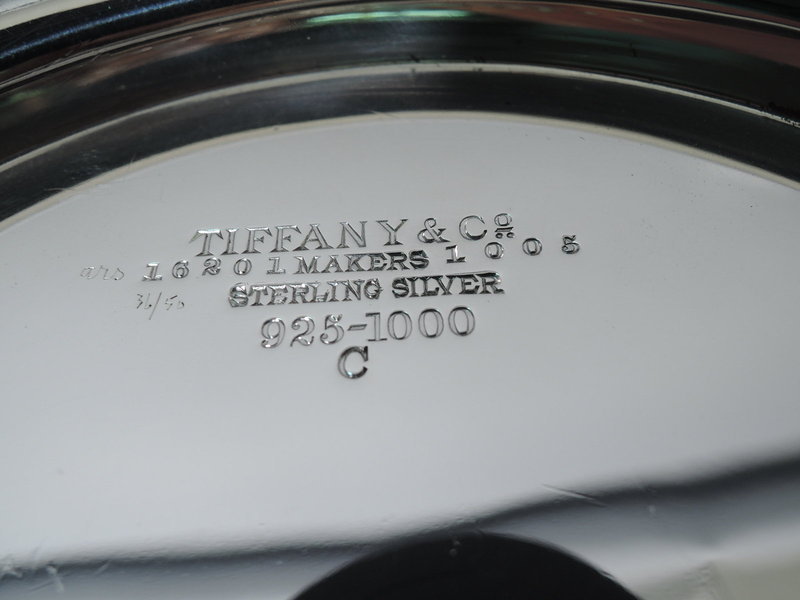 TIFFANY & Co
16201 MAKERS 1005
STERLING SILVER
925-1000
C